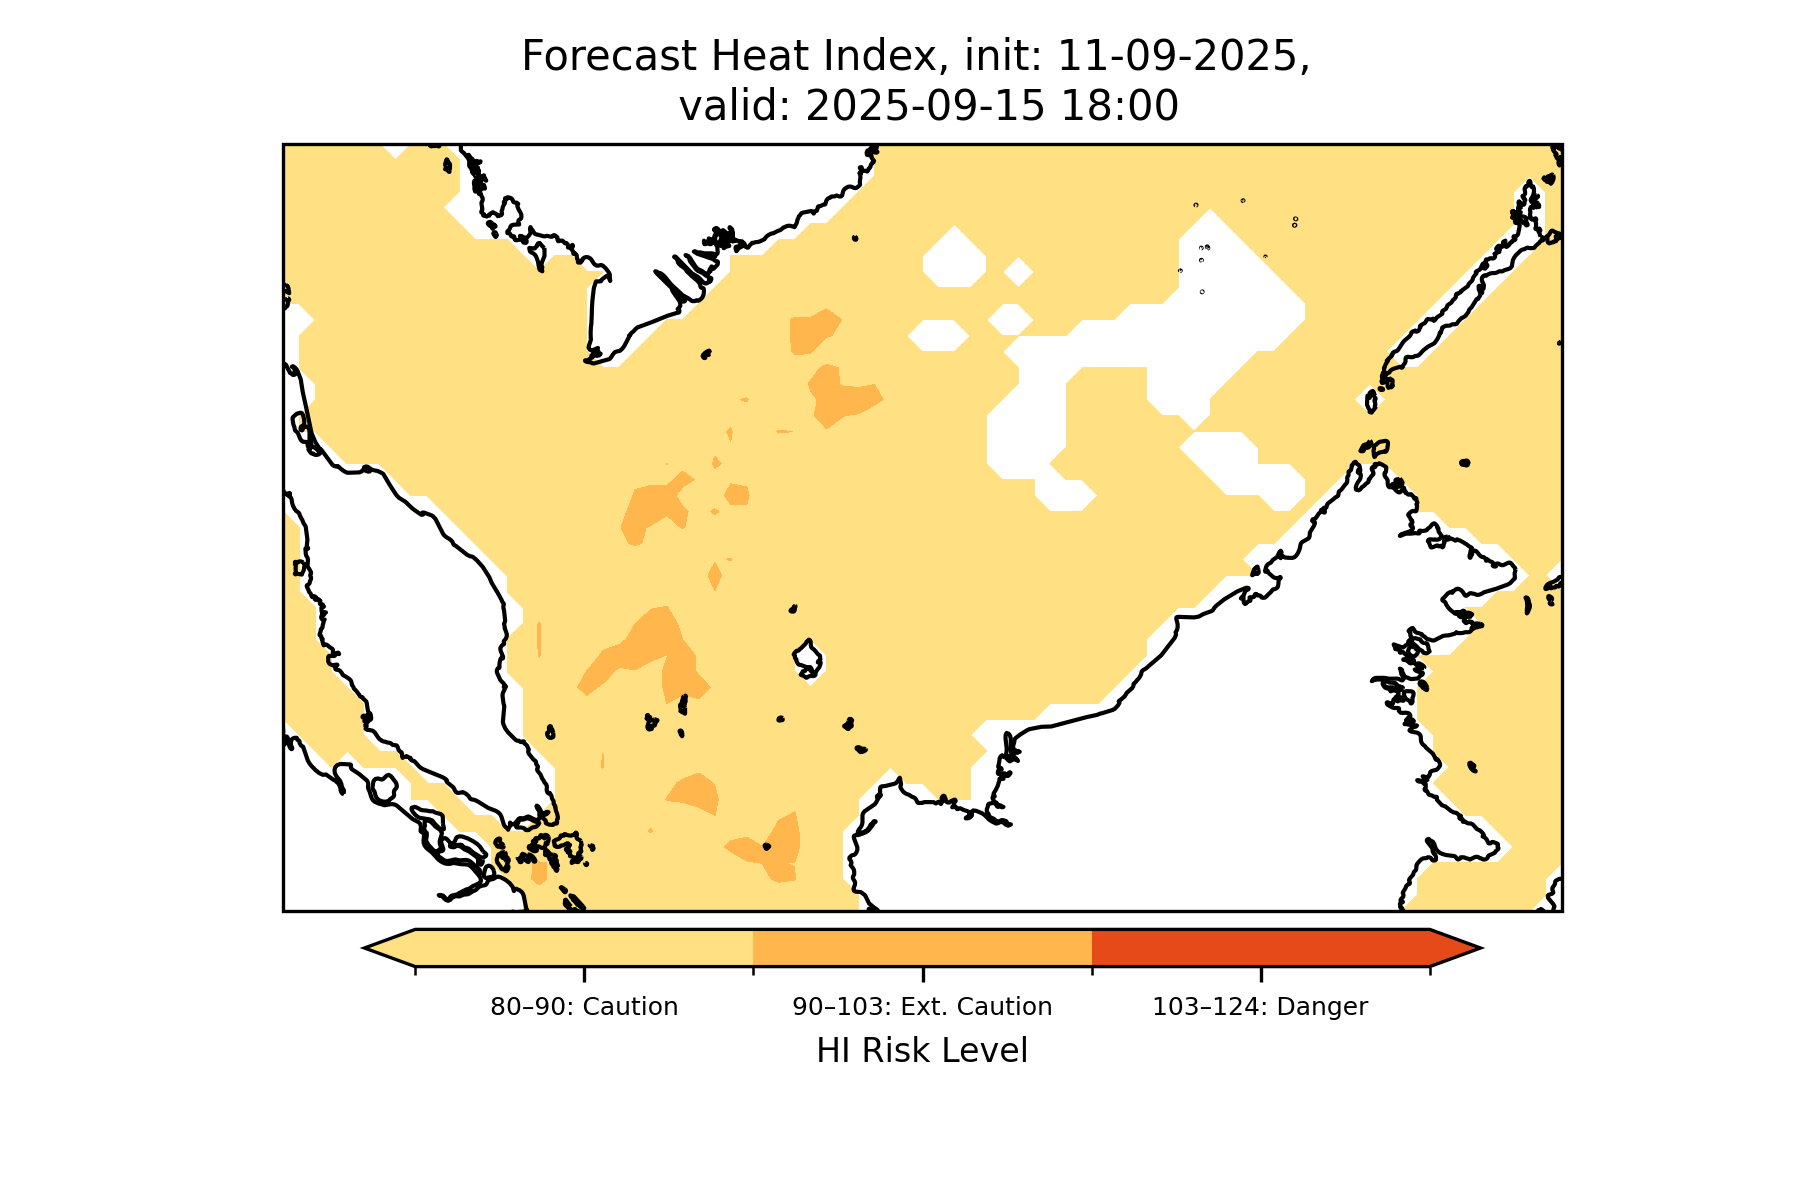 Forecast Heat Index, init: 11-09-2025,
valid: 2025-09-15 18:00
80–90: Caution
90–103: Ext. Caution
103–124: Danger
HI Risk Level